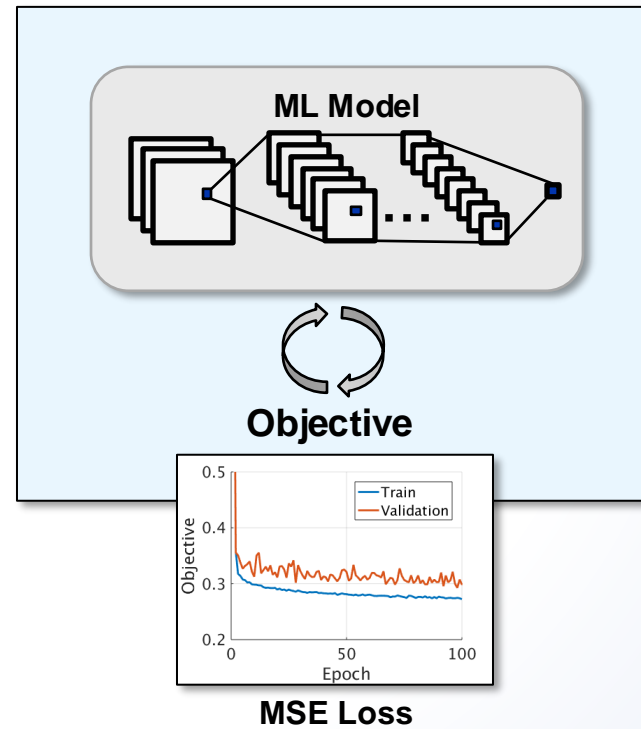 ML Model
...
Objective
0.5
0.4
0.3
0.2
Objective
Train
Validation
0 50 100
Epoch
MSE Loss